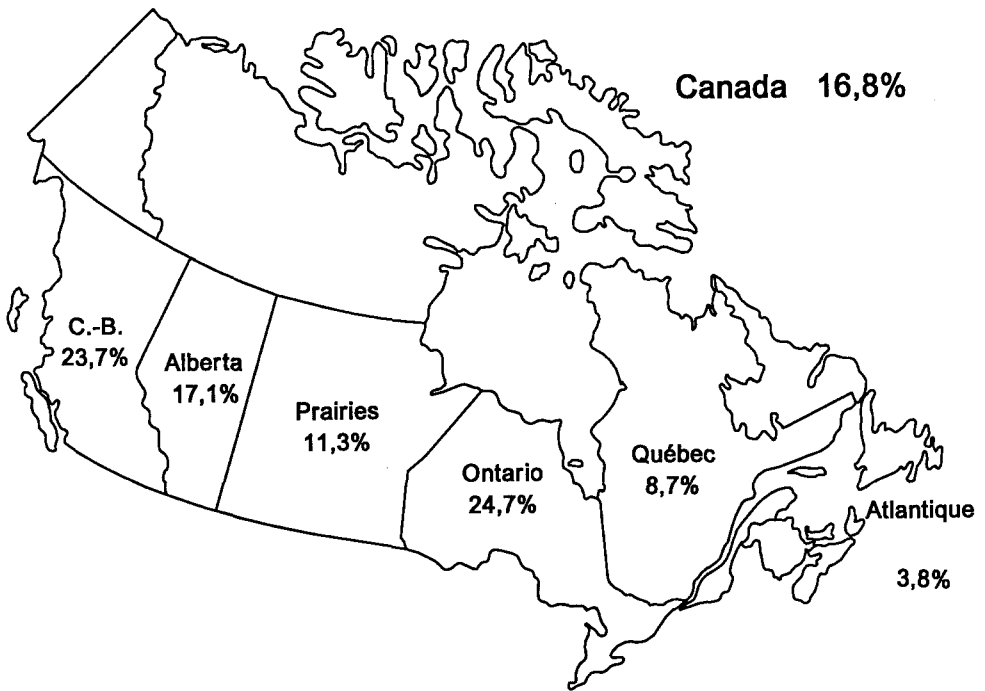 Canada 16,8%
C.-B.
23,7%
Alberta
17,1%
Prairies
11,3%
Ontario
24,7%
Québec
8,7%
Atlantique
3,8%